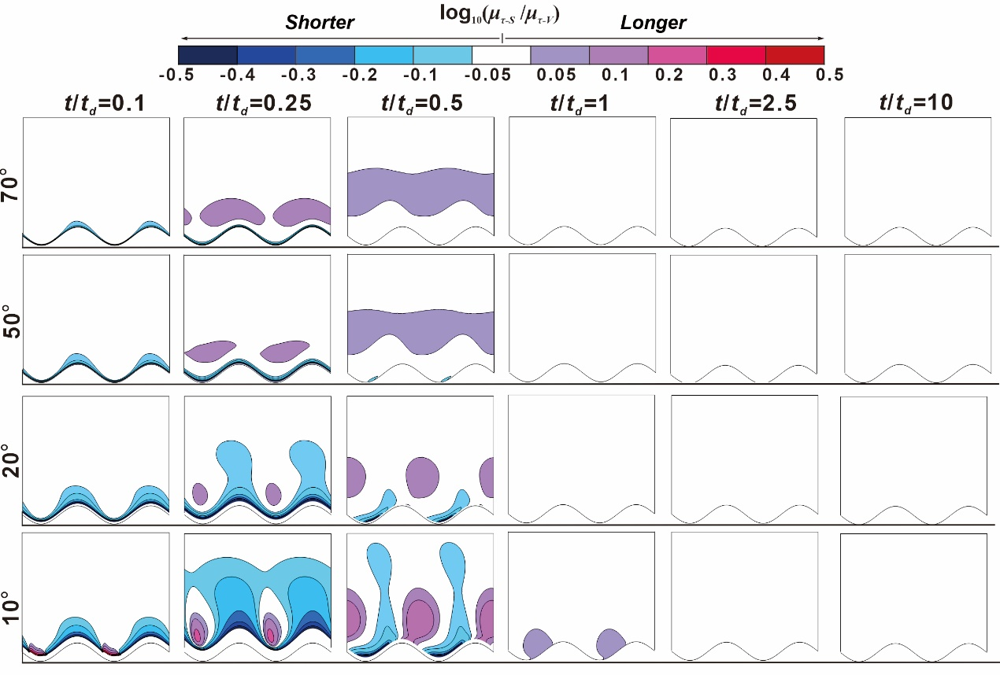 log₁₀(μτ-S /μτ-V)
Shorter Longer
-0.5 -0.4 -0.3 -0.2 -0.1 -0.05 0.05 0.1 0.2 0.3 0.4 0.5
t/td=0.1 t/td=0.25 t/td=0.5 t/td=1 t/td=2.5 t/td=10
70°
50°
20°
10°